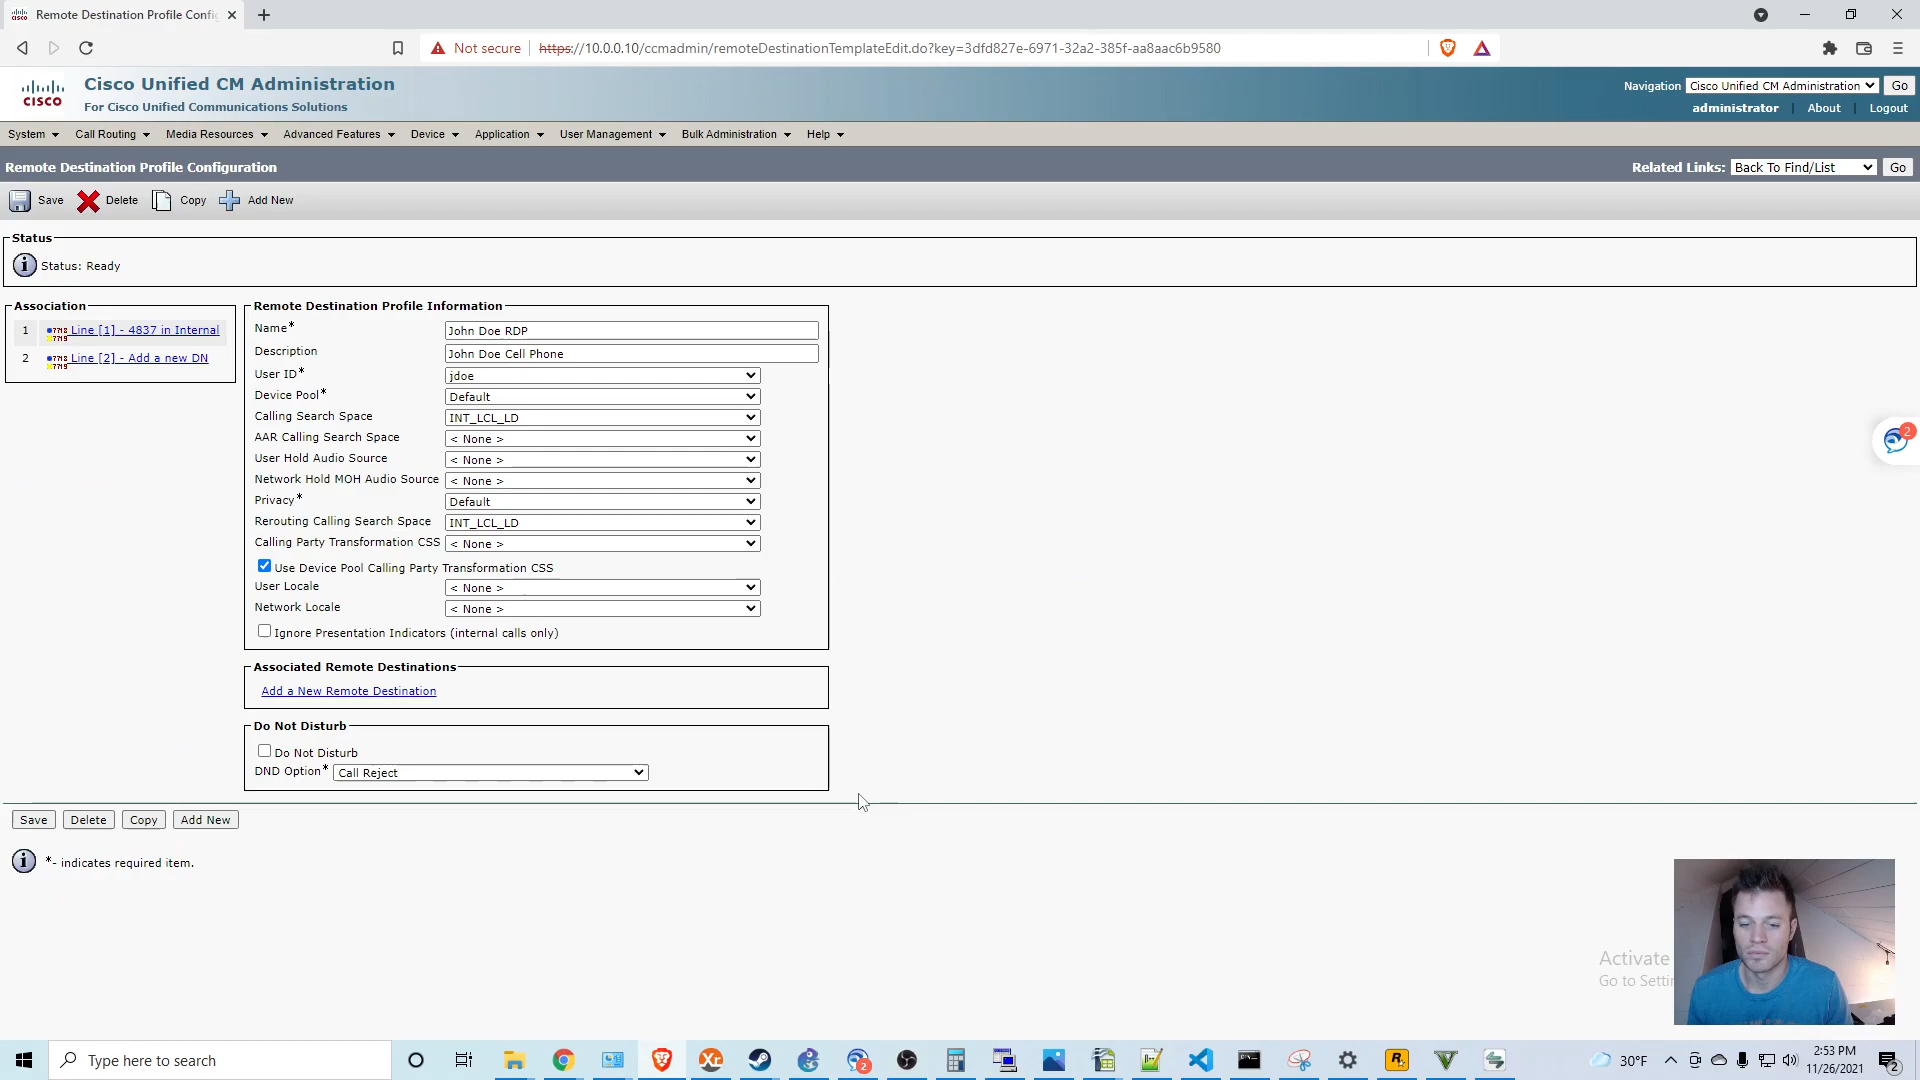 Remote Destination Profile Confi
Not secure https://10.0.0.10/ccmadmin/remoteDestinationTemplateEdit.do?key=3dfd827e-6971-32a2-385f-aa8aac6b9580
CISCO
Cisco Unified CM Administration
For Cisco Unified Communications Solutions
Navigation Cisco Unified CM Administration Go
administrator | About | Logout
System Call Routing Media Resources Advanced Features Device Application User Management Bulk Administration Help
Remote Destination Profile Configuration
Related Links: Back To Find/List Go
Save Delete Copy Add New
Status
Status: Ready
Association
1 Line [1] - 4837 in Internal
2 Line [2] - Add a new DN
Remote Destination Profile Information
Name* John Doe RDP
Description John Doe Cell Phone
User ID* jdoe
Device Pool* Default
Calling Search Space INT_LCL_LD
AAR Calling Search Space < None >
User Hold Audio Source < None >
Network Hold MOH Audio Source < None >
Privacy* Default
Rerouting Calling Search Space INT_LCL_LD
Calling Party Transformation CSS < None >
Use Device Pool Calling Party Transformation CSS
User Locale < None >
Network Locale < None >
Ignore Presentation Indicators (internal calls only)
Associated Remote Destinations
Add a New Remote Destination
Do Not Disturb
Do Not Disturb
DND Option* Call Reject
Save Delete Copy Add New
*- indicates required item.
2
Activate
Go to Setti
Type here to search
2
30°F
2:53 PM
11/26/2021
2